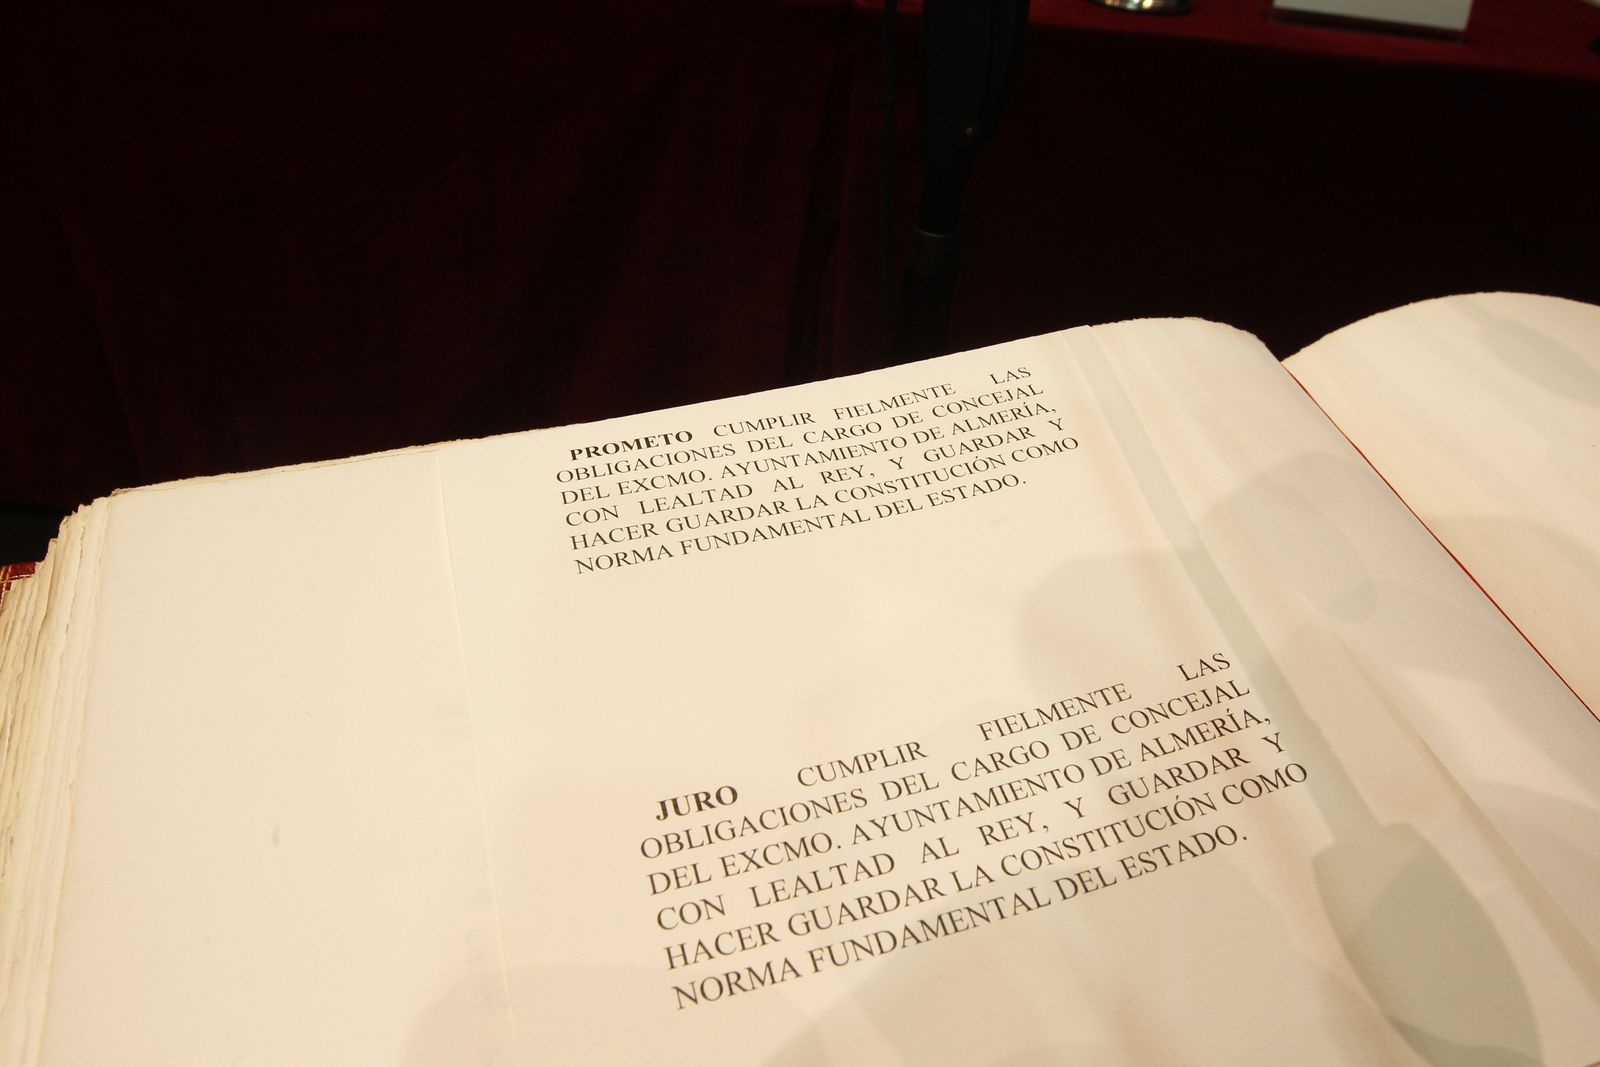 PROMETO CUMPLIR FIELMENTE LAS
OBLIGACIONES DEL CARGO DE CONCEJAL
DEL EXCMO. AYUNTAMIENTO DE ALMERÍA,
CON LEALTAD AL REY, Y GUARDAR Y
HACER GUARDAR LA CONSTITUCIÓN COMO
NORMA FUNDAMENTAL DEL ESTADO.
JURO CUMPLIR FIELMENTE LAS
OBLIGACIONES DEL CARGO DE CONCEJAL
DEL EXCMO. AYUNTAMIENTO DE ALMERÍA,
CON LEALTAD AL REY, Y GUARDAR Y
HACER GUARDAR LA CONSTITUCIÓN COMO
NORMA FUNDAMENTAL DEL ESTADO.